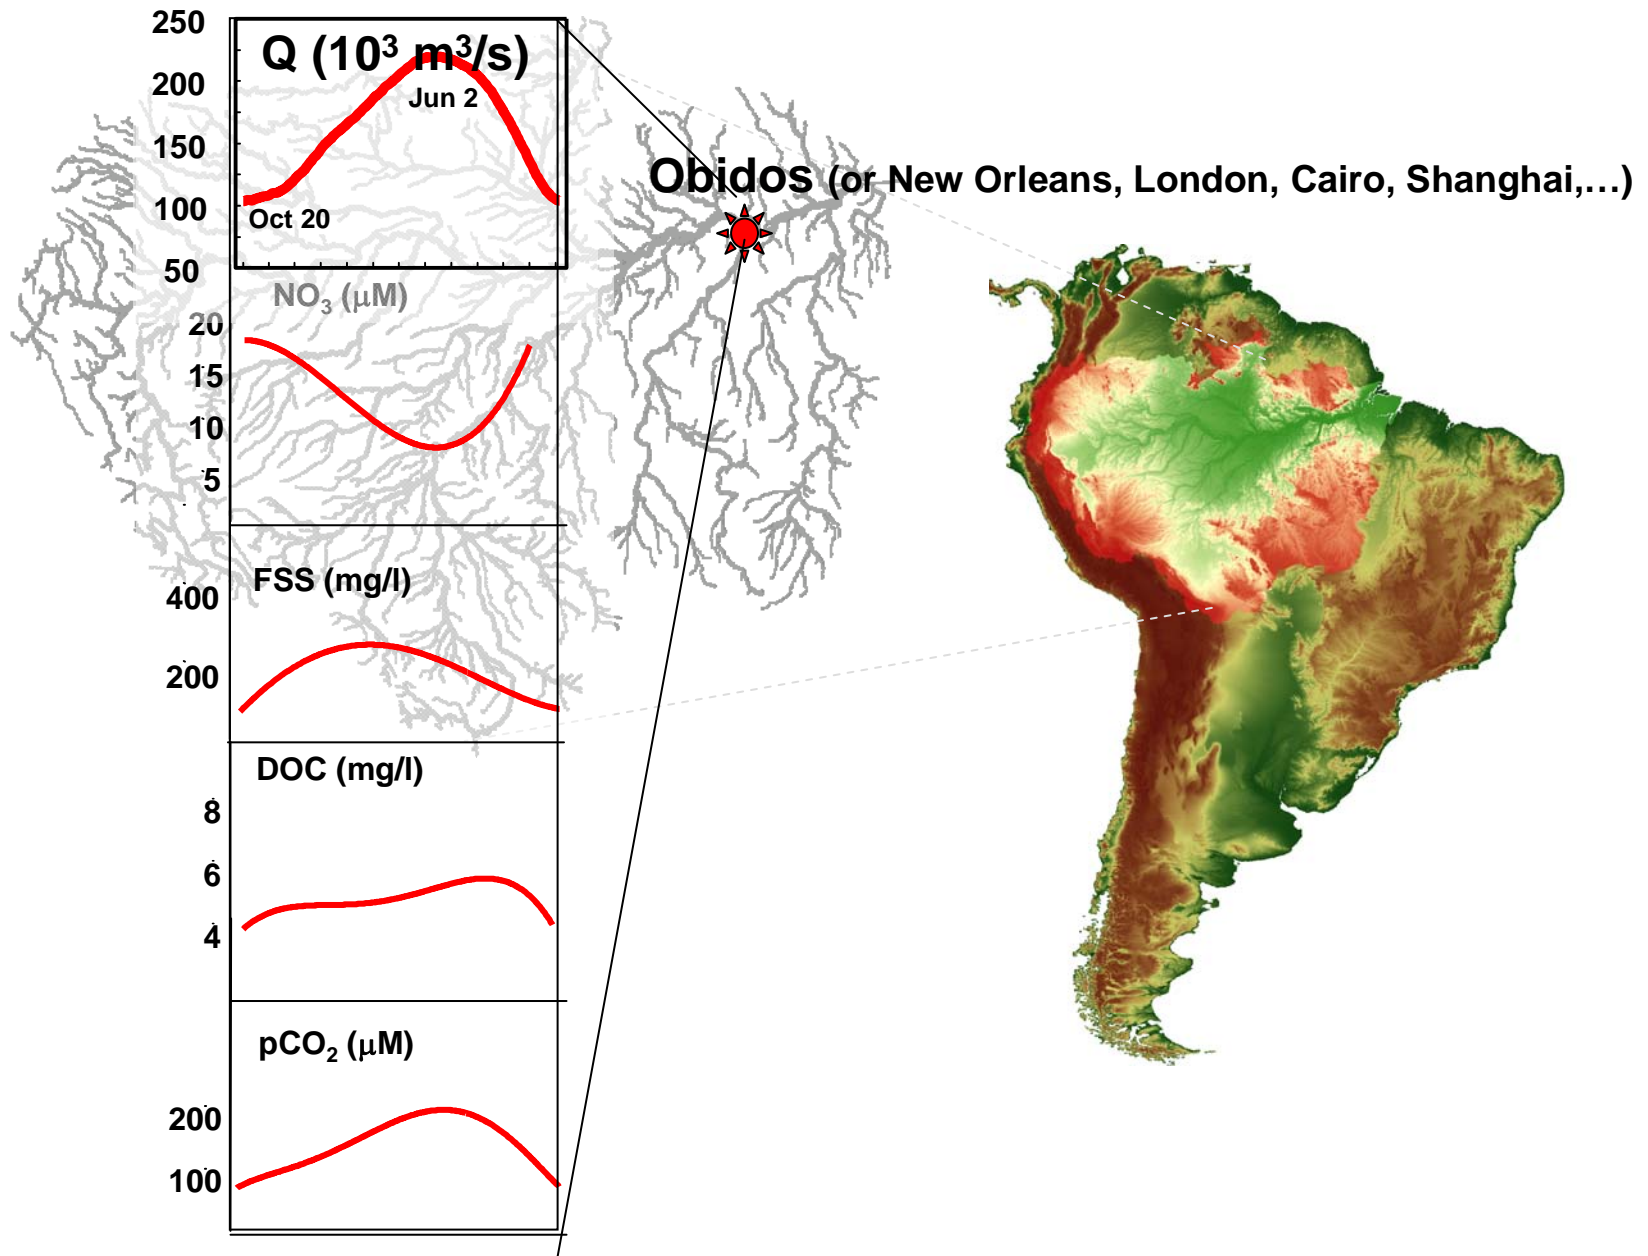 250
Q (10³ m³/s)
200
Jun 2
150
Obidos (or New Orleans, London, Cairo, Shanghai,...)
100
Oct 20
50
NO₃ (μM)
20
15
10
5
FSS (mg/l)
400
200
DOC (mg/l)
8
6
4
pCO₂ (μM)
200
100